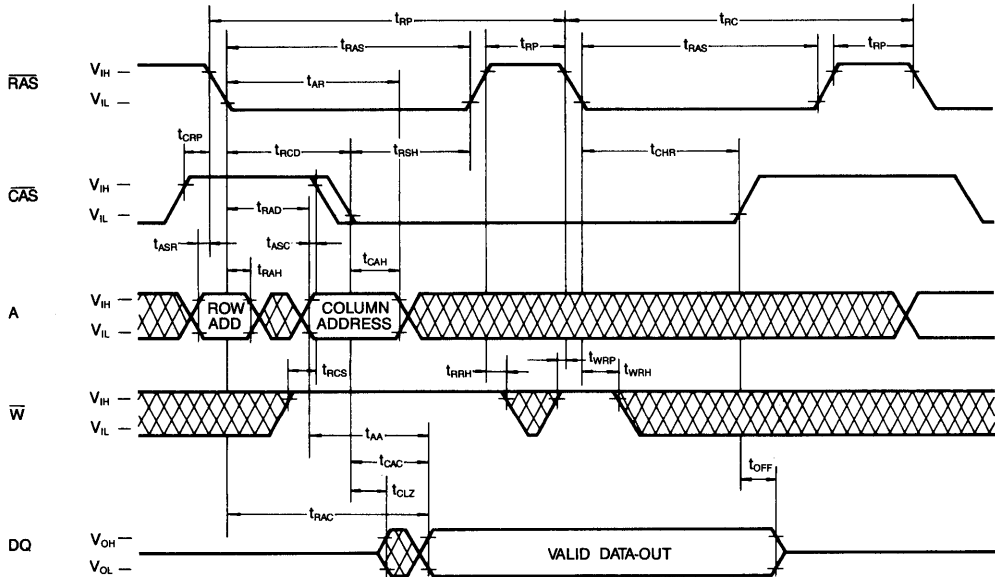 tRP tRC
tRAS tRP tRAS tRP
tAR
RAS VIH
VIL
tCRP tRCD tRSH tCHR
CAS VIH
VIL
tRAD
tASR tASC tCAH
tRAH
A VIH
VIL
ROW
ADD
COLUMN
ADDRESS
tRCS tRRH tWRP tWRH
W VIH
VIL
tAA
tCAC
tCLZ tOFF
tRAC
DQ VOH
VOL
VALID DATA-OUT